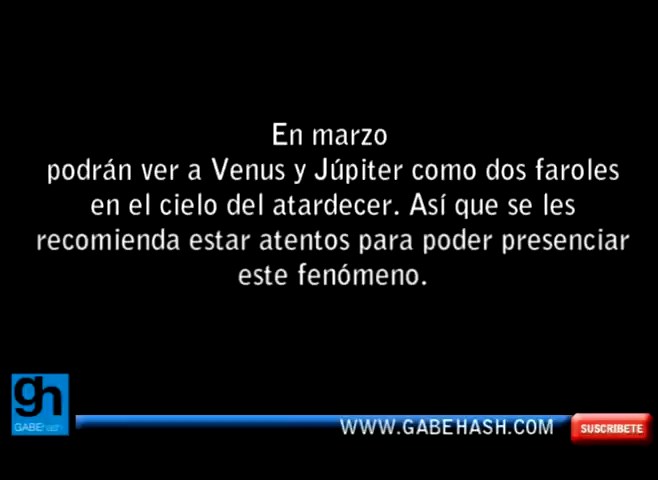 En marzo
podrán ver a Venus y Júpiter como dos faroles
en el cielo del atardecer. Así que se les
recomienda estar atentos para poder presenciar
este fenómeno.
gh
GABEhash
WWW.GABEHASH.COM
SUSCRIBETE